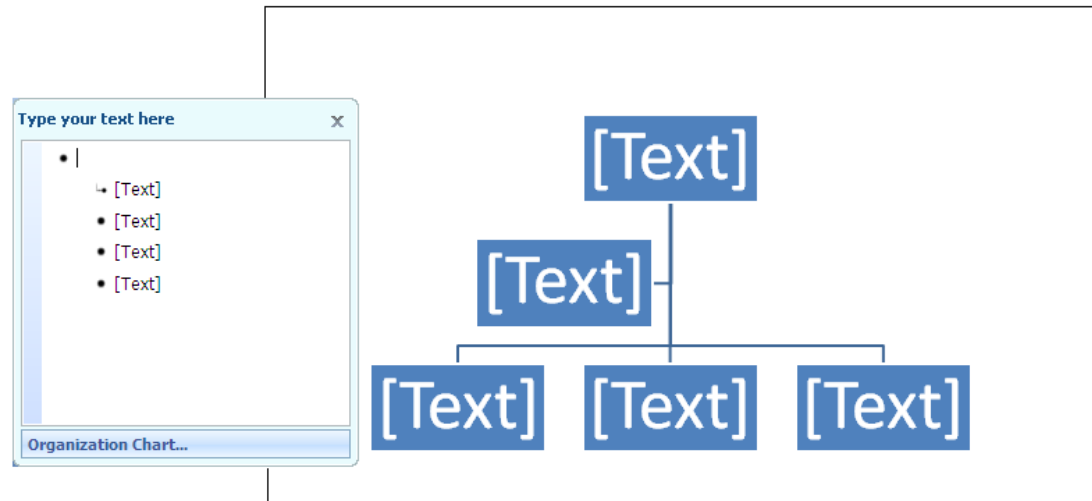 Type your text here x
[Text]
[Text]
[Text]
[Text]
Organization Chart...
[Text]
[Text]
[Text] [Text] [Text]